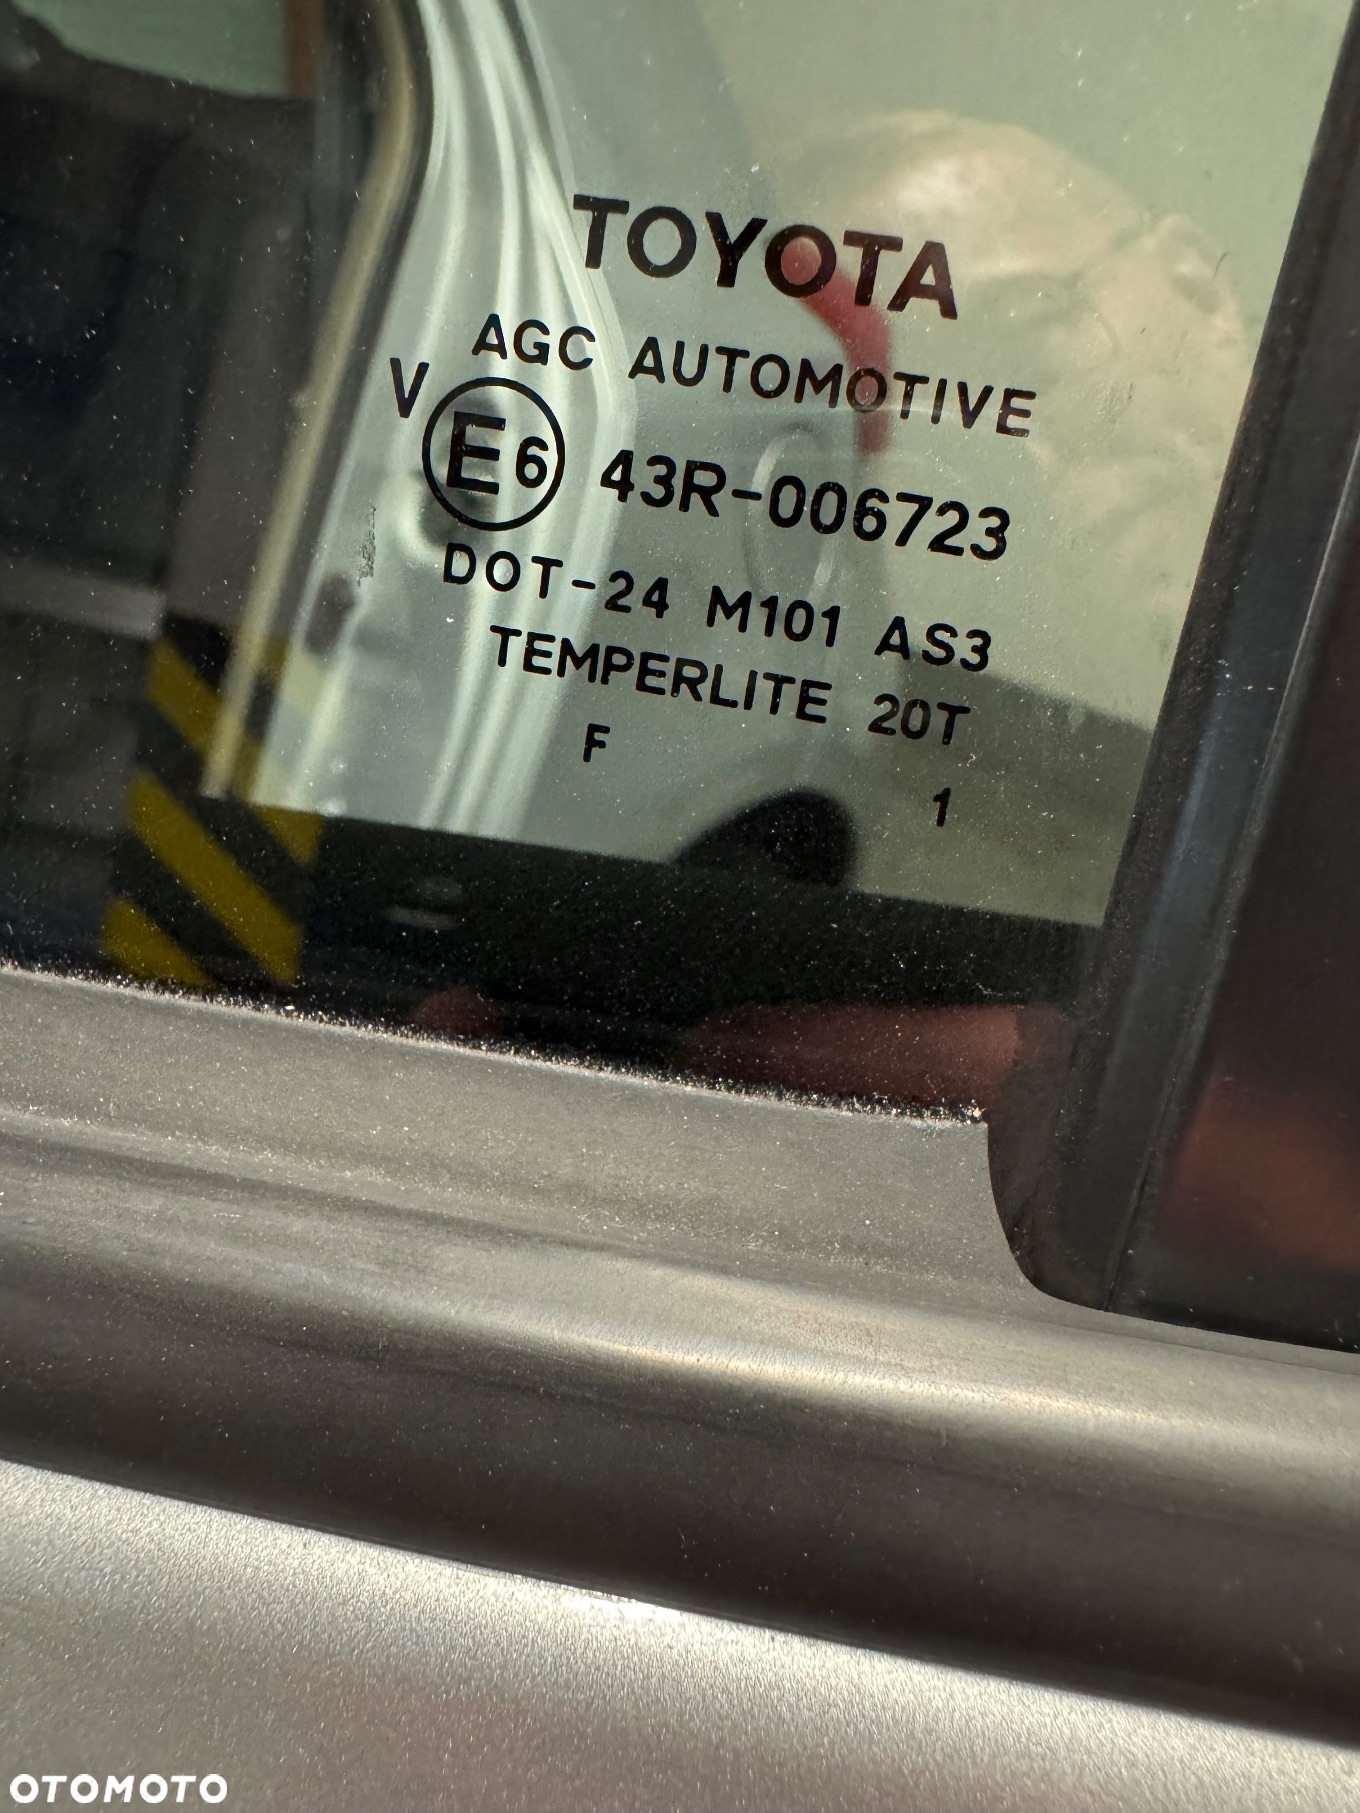 TOYOTA
AGC AUTOMOTIVE
V E6 43R-006723
DOT-24 M101 AS3
TEMPERLITE 20T
F 1
OTOMOTO